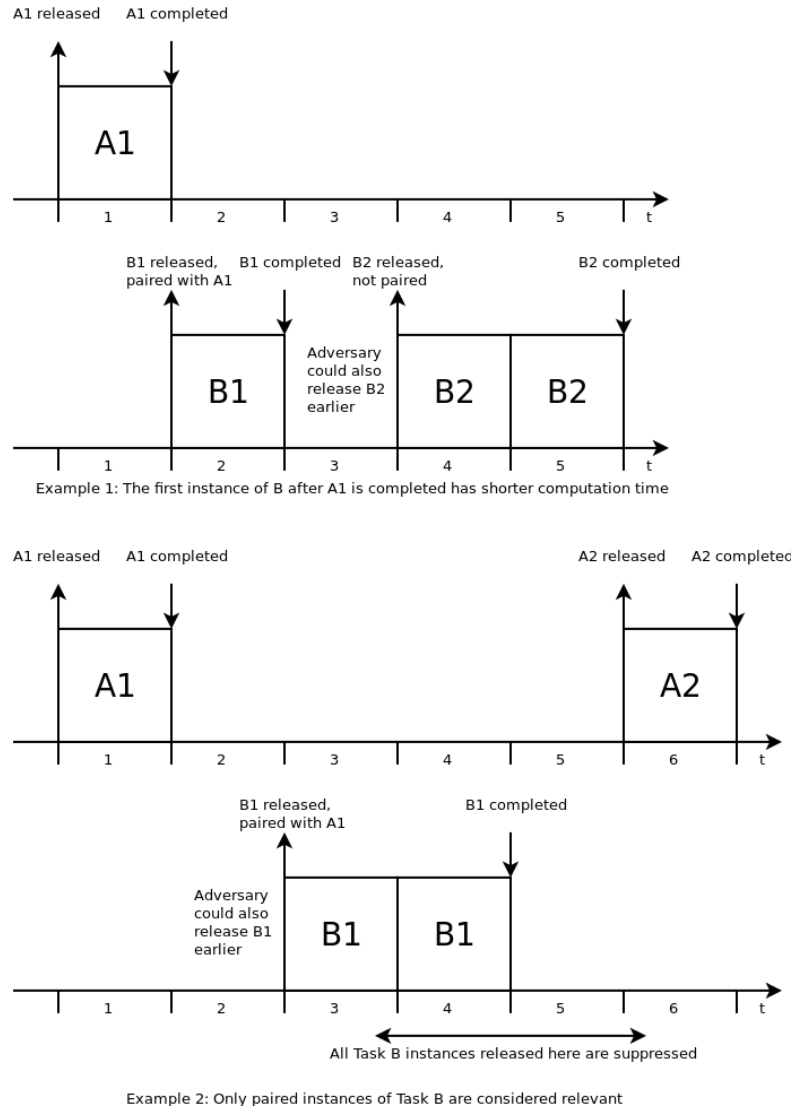 A1 released A1 completed
A1
1 2 3 4 5 t
B1 released, B1 completed B2 released, B2 completed
paired with A1 not paired
Adversary
could also
release B2
earlier
B1 B2 B2
1 2 3 4 5 t
Example 1: The first instance of B after A1 is completed has shorter computation time
A1 released A1 completed A2 released A2 completed
A1 A2
1 2 3 4 5 6 t
B1 released, B1 completed
paired with A1
Adversary
could also
release B1
earlier
B1 B1
1 2 3 4 5 6 t
All Task B instances released here are suppressed
Example 2: Only paired instances of Task B are considered relevant